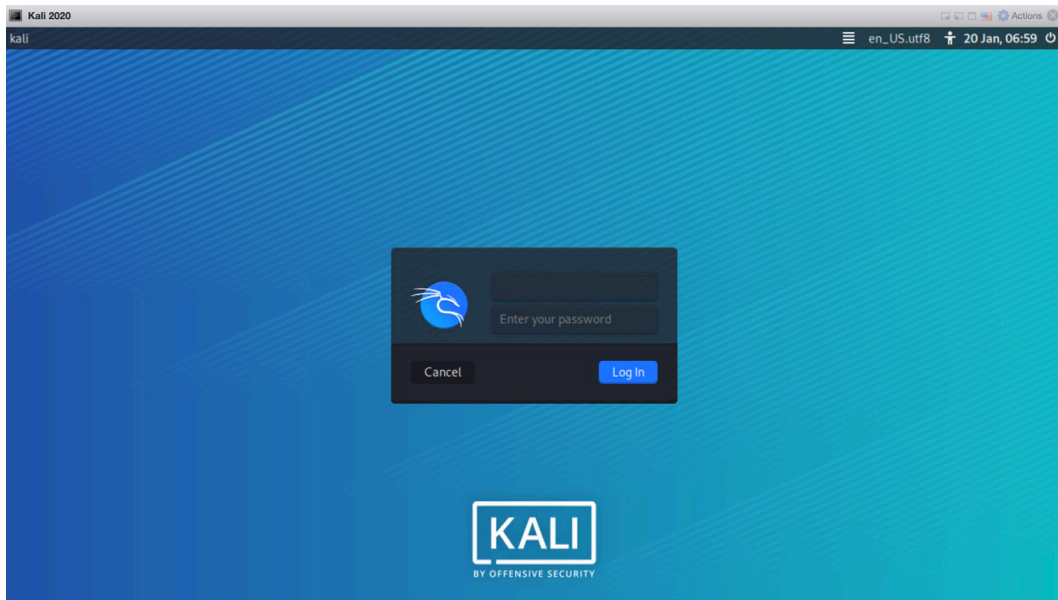 Kali 2020
Actions
kali
en_US.utf8
20 Jan, 06:59
Enter your password
Cancel
Log In
KALI
BY OFFENSIVE SECURITY